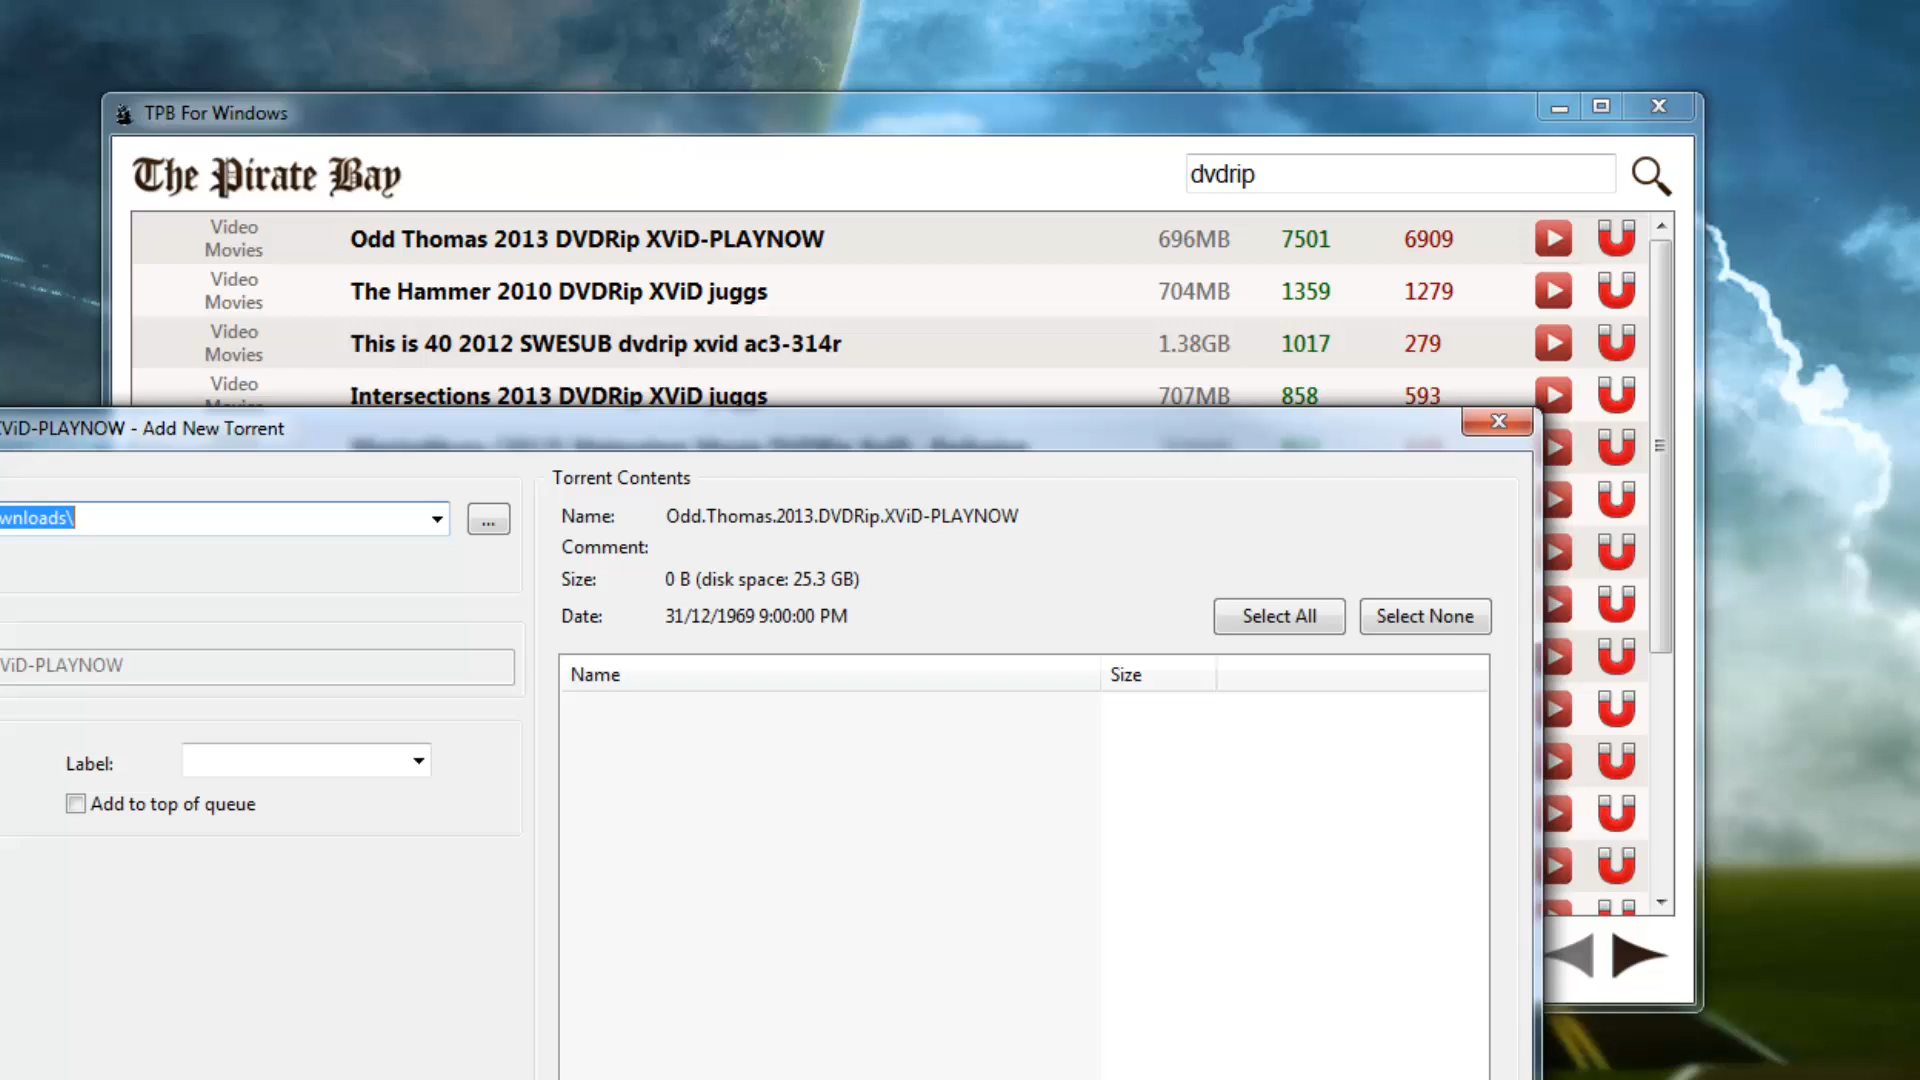 TPB For Windows
The Pirate Bay
dvdrip
Video
Movies
Odd Thomas 2013 DVDRip XViD-PLAYNOW 696MB 7501 6909
Video
Movies
The Hammer 2010 DVDRip XViD juggs 704MB 1359 1279
Video
Movies
This is 40 2012 SWESUB dvdrip xvid ac3-314r 1.38GB 1017 279
Video
Intersections 2013 DVDRip XViD juggs 707MB 858 593
XViD-PLAYNOW - Add New Torrent
wnloads\
...
ViD-PLAYNOW
Label:
Add to top of queue
Torrent Contents
Name: Odd.Thomas.2013.DVDRip.XViD-PLAYNOW
Comment:
Size: 0 B (disk space: 25.3 GB)
Date: 31/12/1969 9:00:00 PM
Select All Select None
Name Size